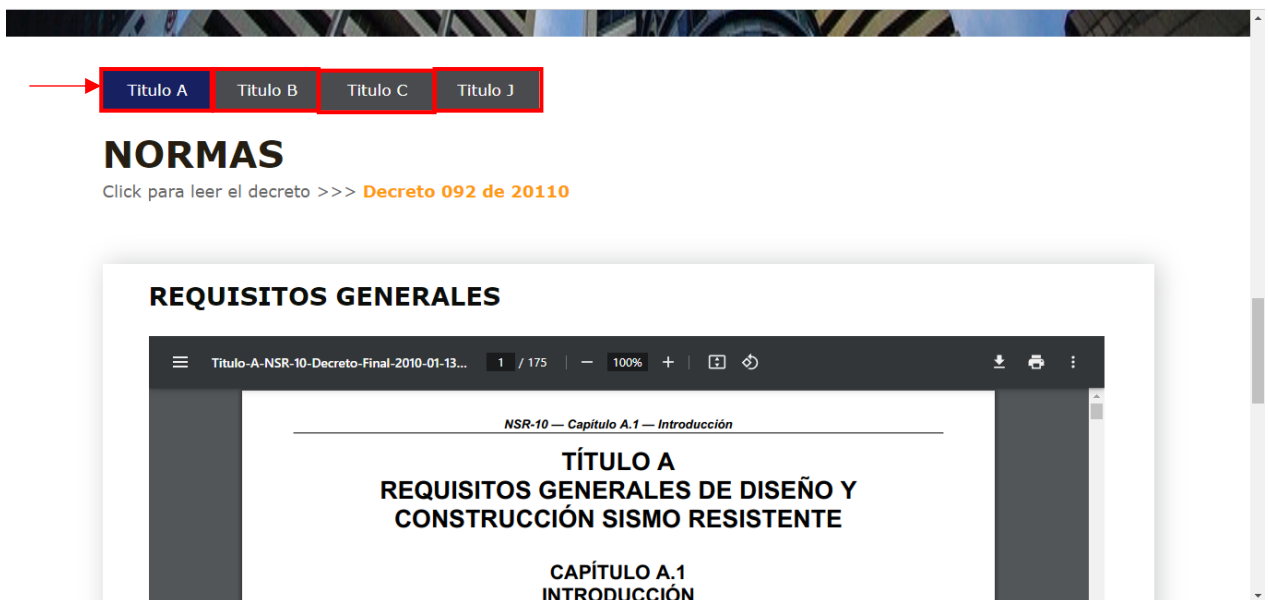 Titulo A Titulo B Titulo C Titulo J
NORMAS
Click para leer el decreto >>> Decreto 092 de 20110
REQUISITOS GENERALES
Titulo-A-NSR-10-Decreto-Final-2010-01-13... 1 / 175 100%
NSR-10 — Capítulo A.1 — Introducción
TÍTULO A
REQUISITOS GENERALES DE DISEÑO Y
CONSTRUCCIÓN SISMO RESISTENTE
CAPÍTULO A.1
INTRODUCCIÓN